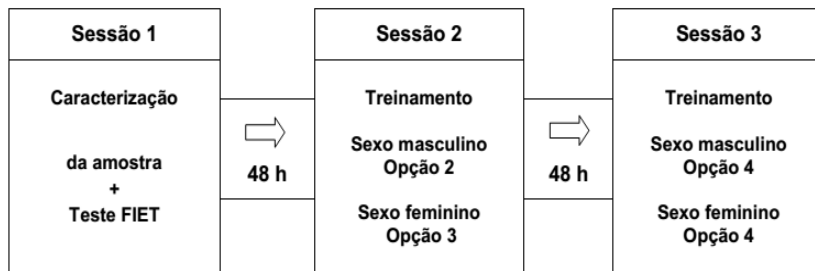 Sessão 1
Caracterização
da amostra
+
Teste FIET
48 h
Sessão 2
Treinamento
Sexo masculino
Opção 2
Sexo feminino
Opção 3
48 h
Sessão 3
Treinamento
Sexo masculino
Opção 4
Sexo feminino
Opção 4